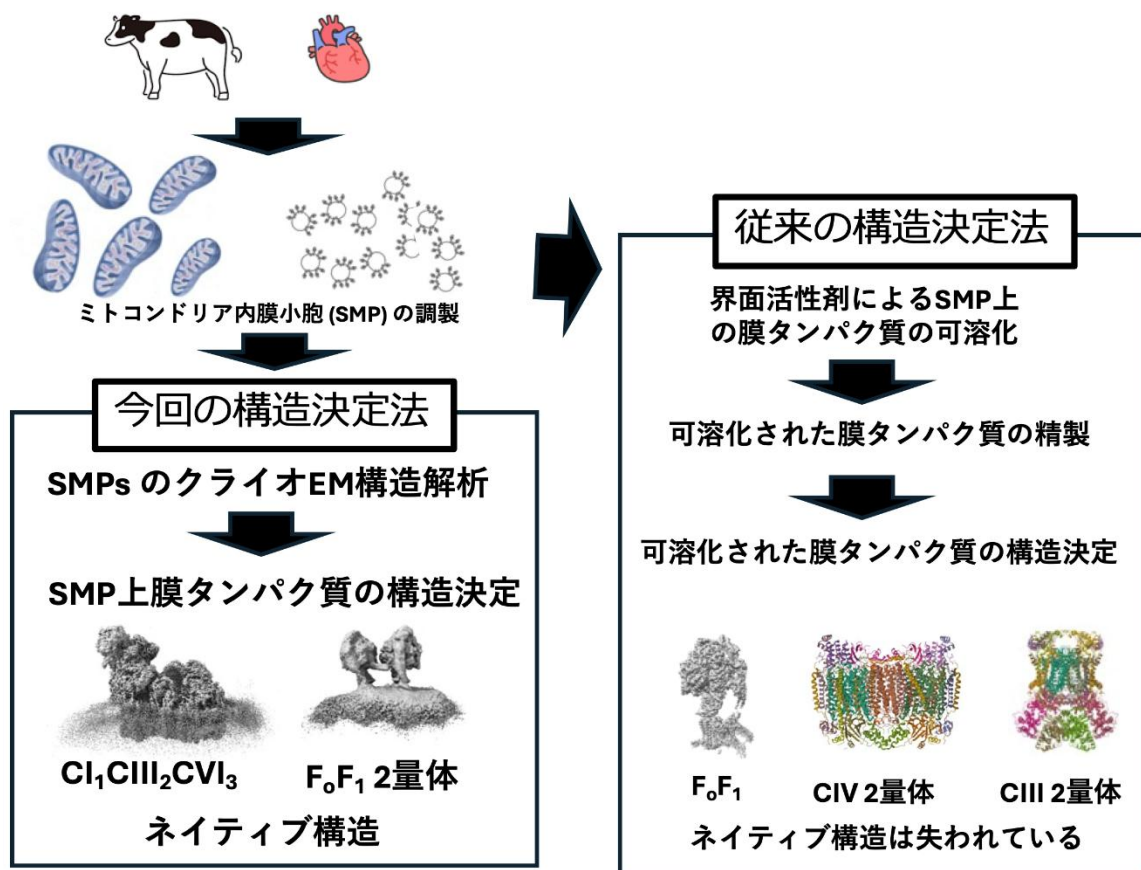 ミトコンドリア内膜小胞 (SMP) の調製
今回の構造決定法
SMPs のクライオEM構造解析
SMP上膜タンパク質の構造決定
CI₁CIII₂CVI₃
FₒF₁ 2量体
ネイティブ構造
従来の構造決定法
界面活性剤によるSMP上
の膜タンパク質の可溶化
可溶化された膜タンパク質の精製
可溶化された膜タンパク質の構造決定
FₒF₁
CIV 2量体
CIII 2量体
ネイティブ構造は失われている